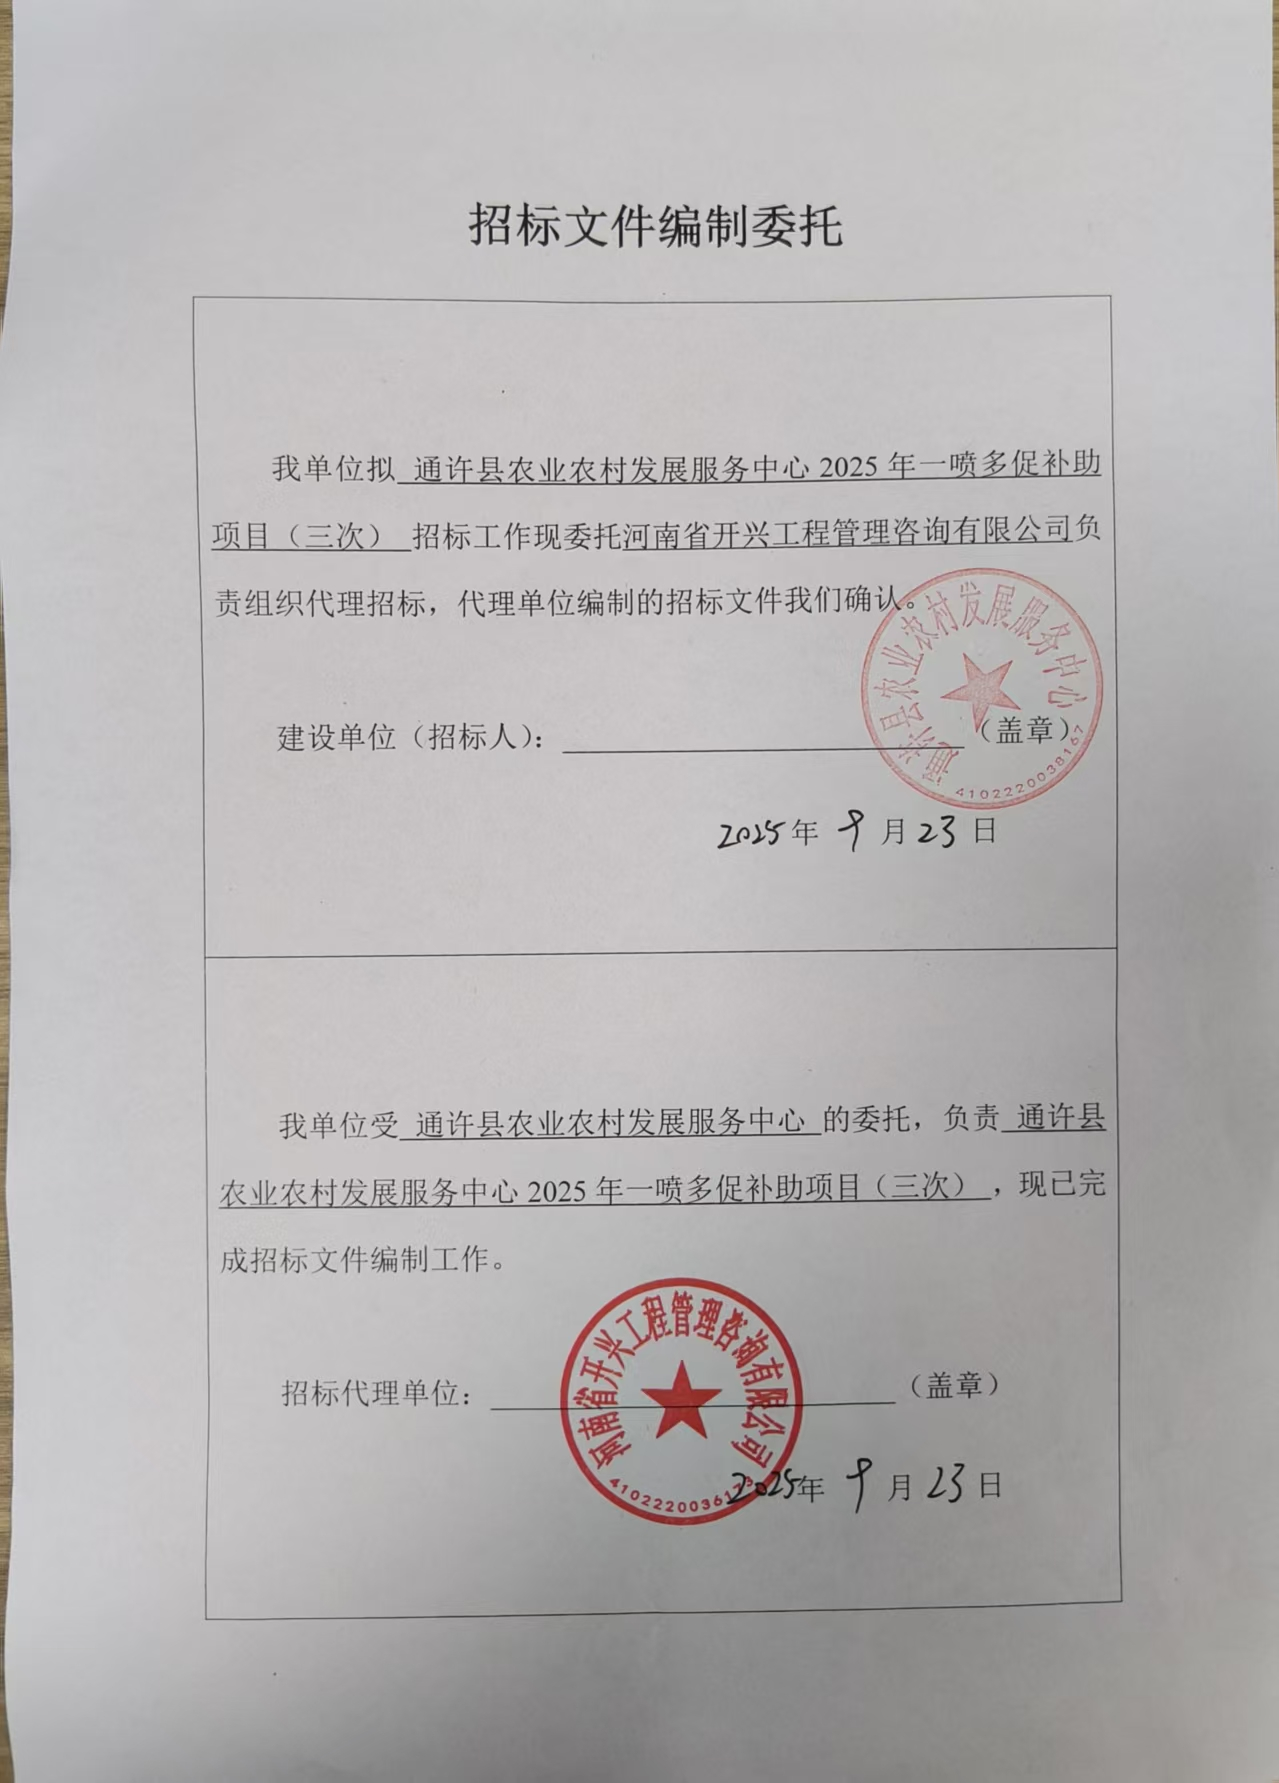 招标文件编制委托
我单位拟 通许县农业农村发展服务中心 2025 年一喷多促补助
项目（三次） 招标工作现委托河南省开兴工程管理咨询有限公司负
责组织代理招标，代理单位编制的招标文件我们确认。
通许县农业农村发展服务中心
建设单位（招标人）： （盖章）
4102220038167
2025年 9 月 23 日
我单位受 通许县农业农村发展服务中心 的委托，负责 通许县
农业农村发展服务中心 2025 年一喷多促补助项目（三次） ，现已完
成招标文件编制工作。
河南省开兴工程管理咨询有限公司
招标代理单位： （盖章）
2025年 9 月 23 日